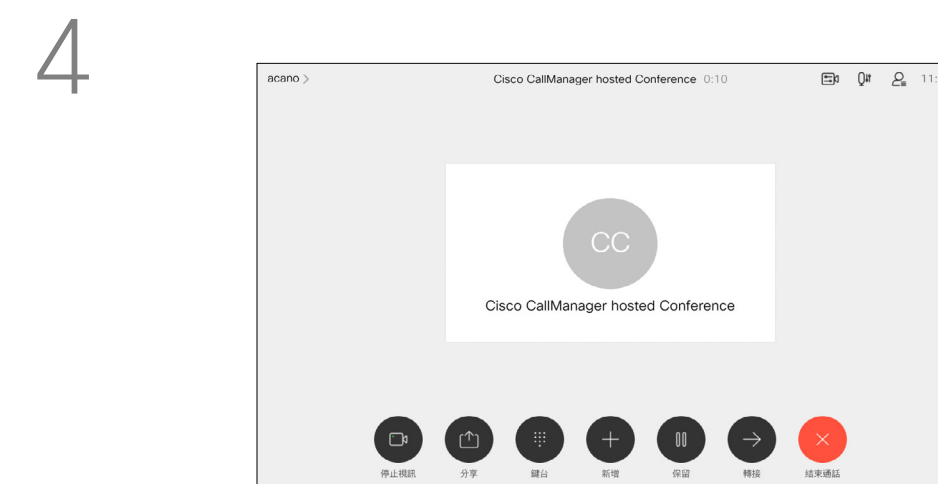 4
acano >
Cisco CallManager hosted Conference 0:10
11:
CC
Cisco CallManager hosted Conference
停止視訊 分享 鍵台 新增 保留 轉接 結束通話